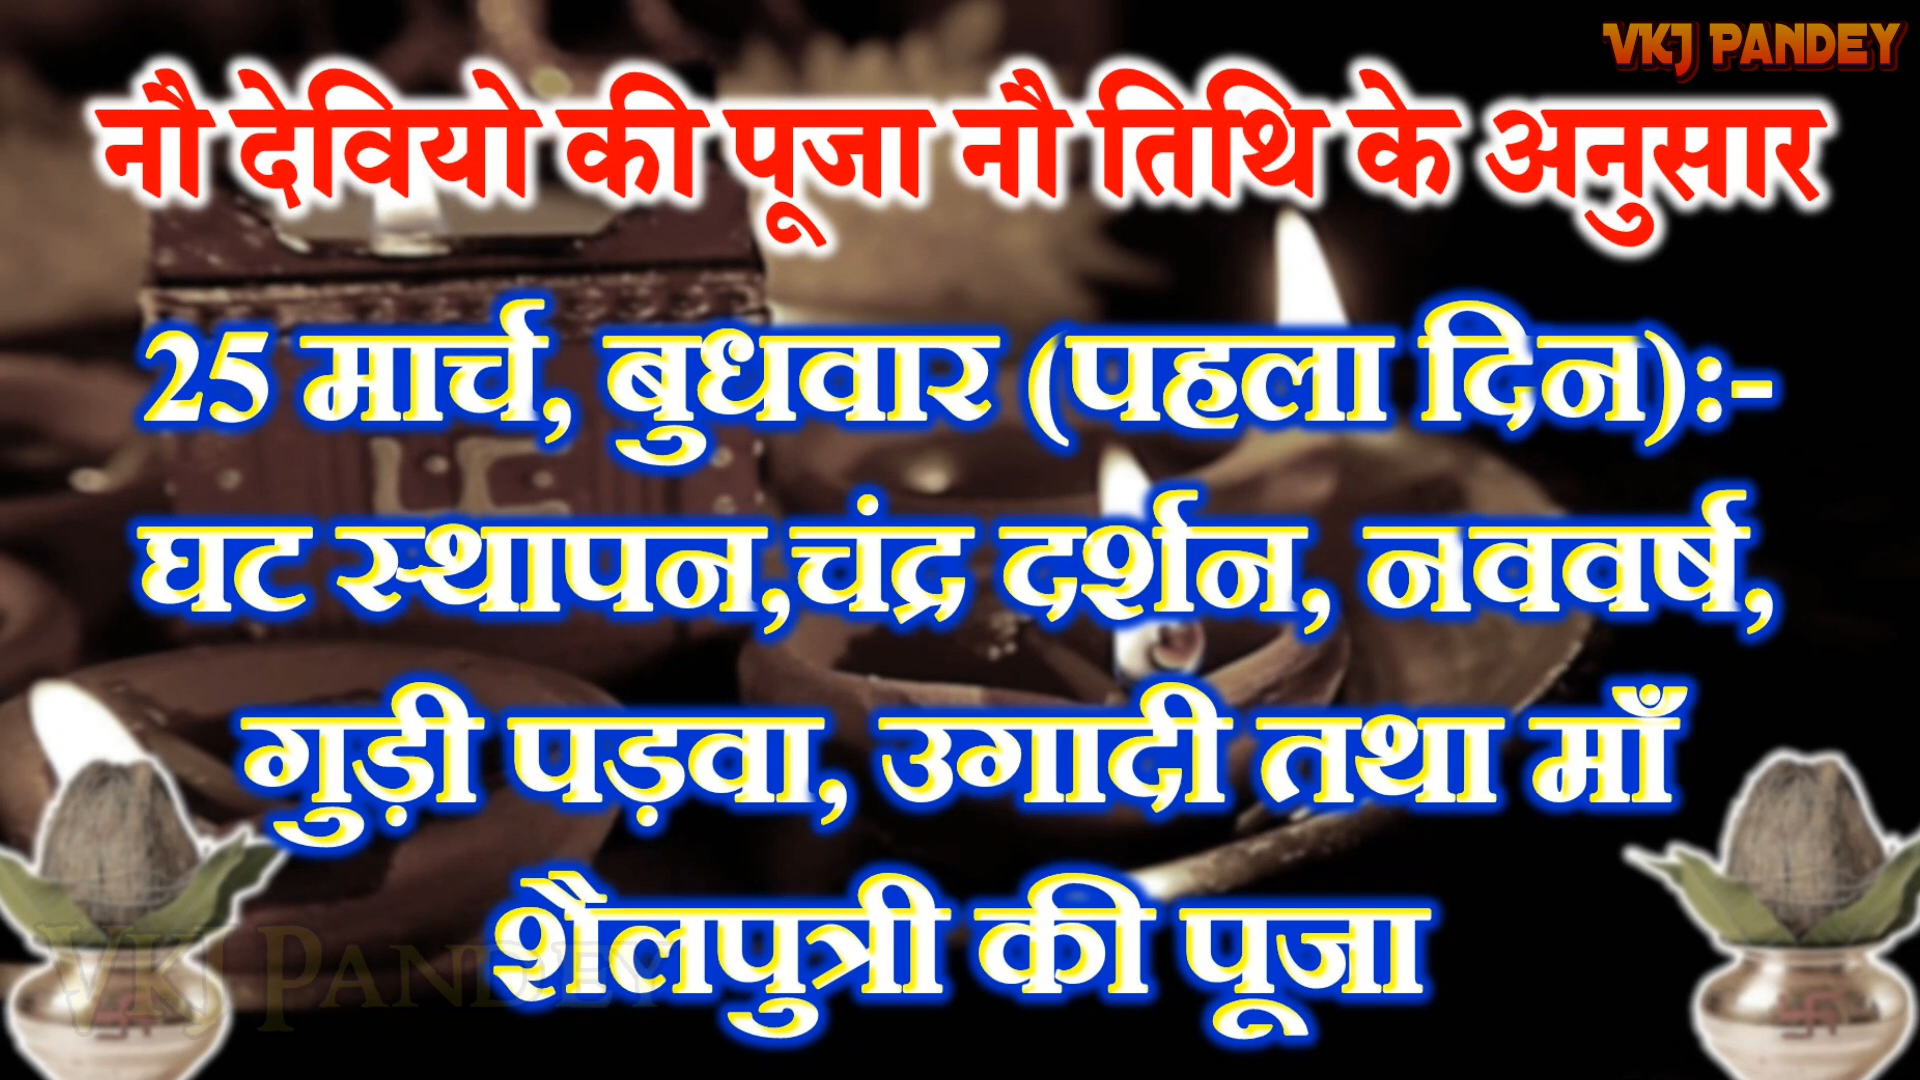 VKJ PANDEY
नौ देवियो की पूजा नौ तिथि के अनुसार
25 मार्च, बुधवार (पहला दिन):-
घट स्थापन,चंद्र दर्शन, नववर्ष,
गुड़ी पड़वा, उगादी तथा माँ
शैलपुत्री की पूजा
VKJ PANDEY